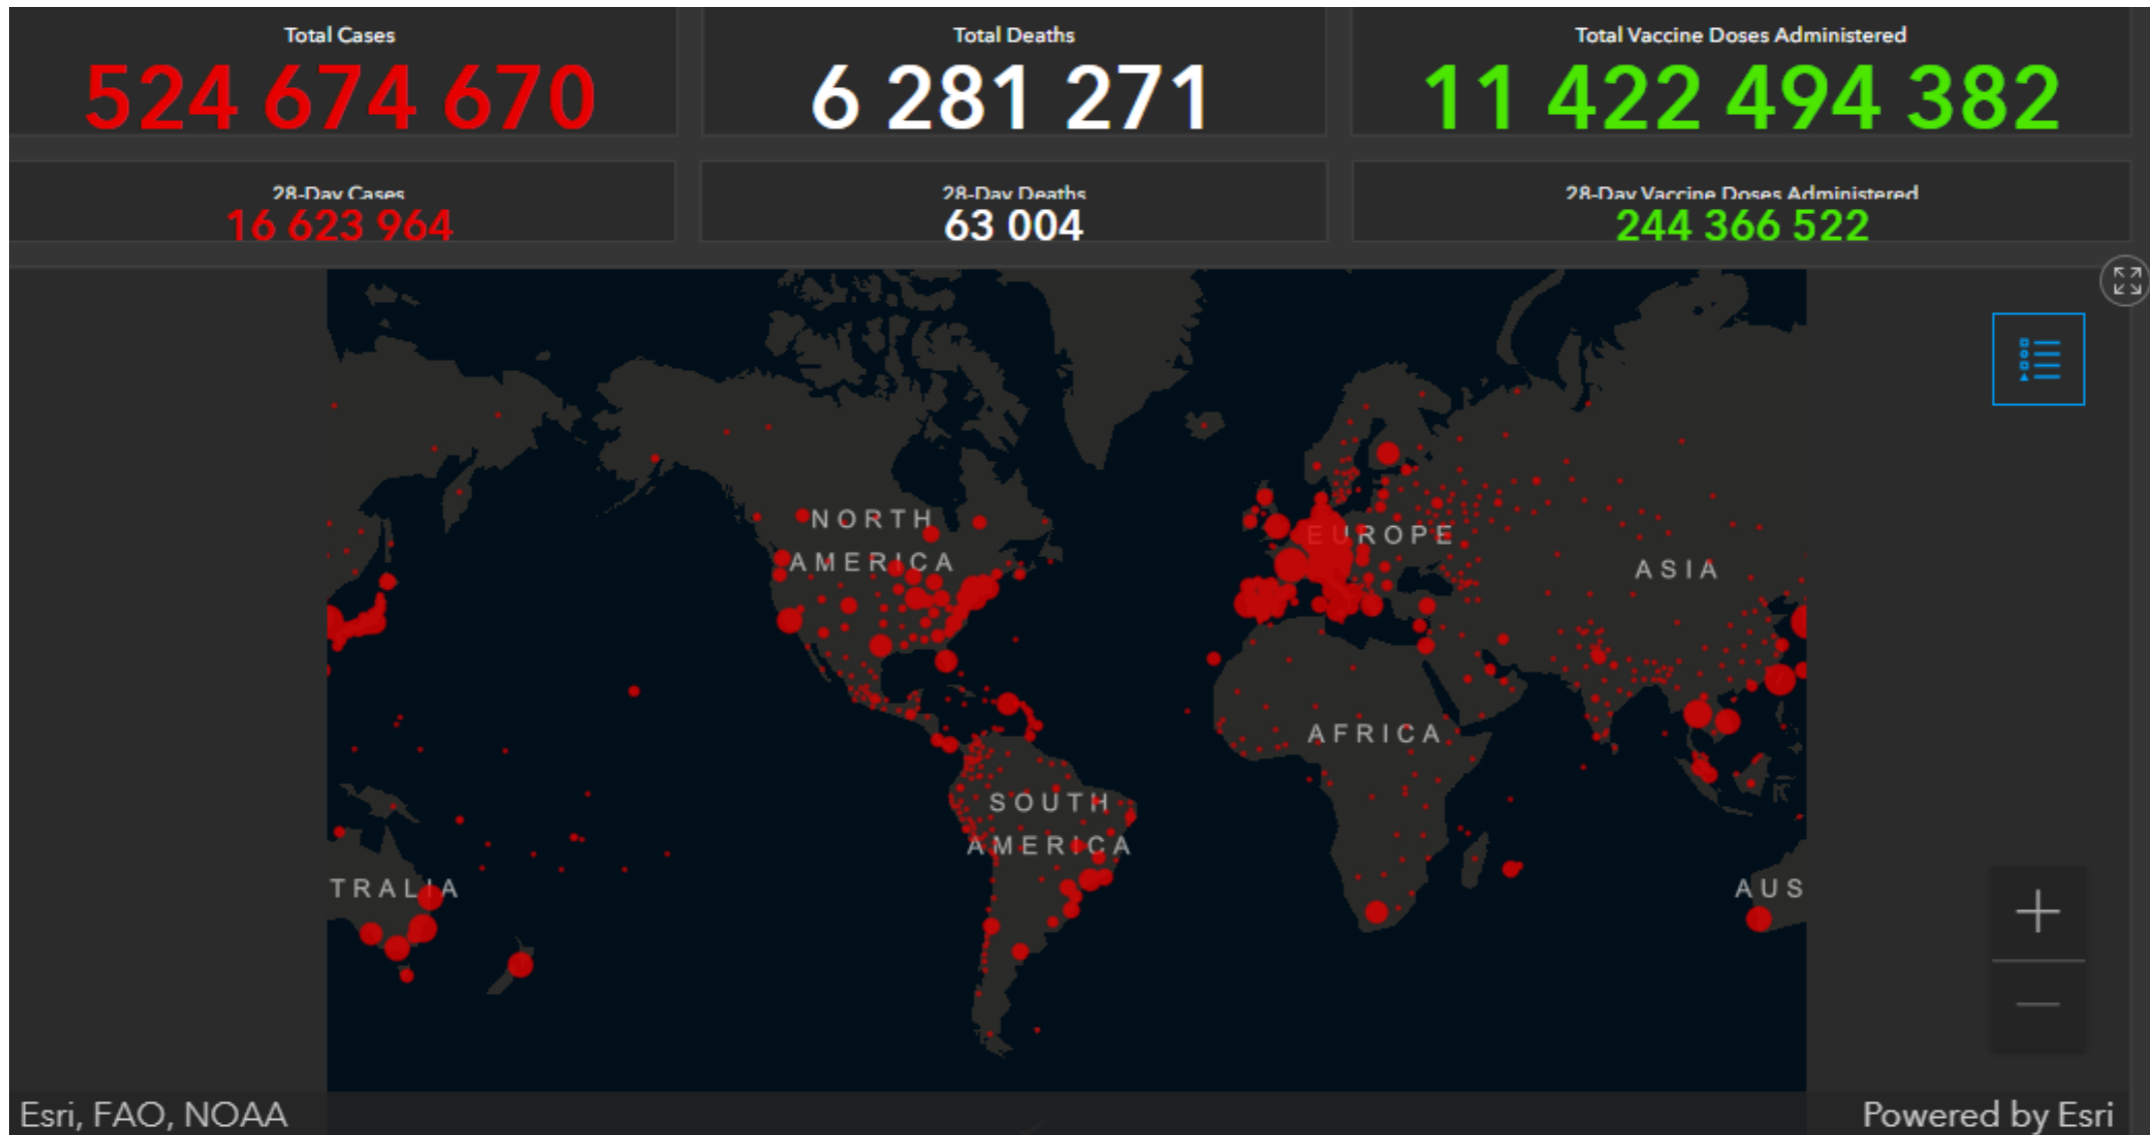 Total Cases
524 674 670
Total Deaths
6 281 271
Total Vaccine Doses Administered
11 422 494 382
28-Day Cases
16 623 964
28-Day Deaths
63 004
28-Day Vaccine Doses Administered
244 366 522
NORTH
AMERICA
EUROPE
ASIA
AFRICA
SOUTH
AMERICA
TRALIA
AUS
Esri, FAO, NOAA
Powered by Esri